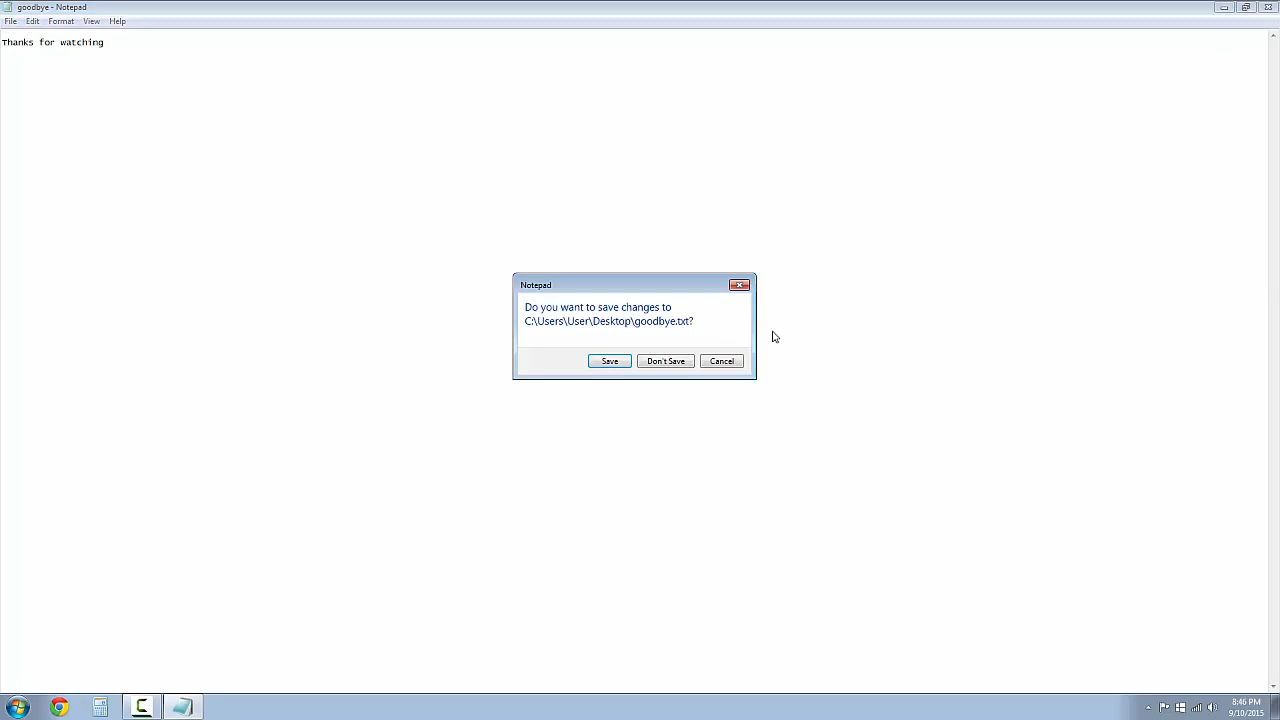 goodbye - Notepad
File Edit Format View Help
Thanks for watching
Notepad
Do you want to save changes to
C:\Users\User\Desktop\goodbye.txt?
Save Don't Save Cancel
8:46 PM
9/10/2015